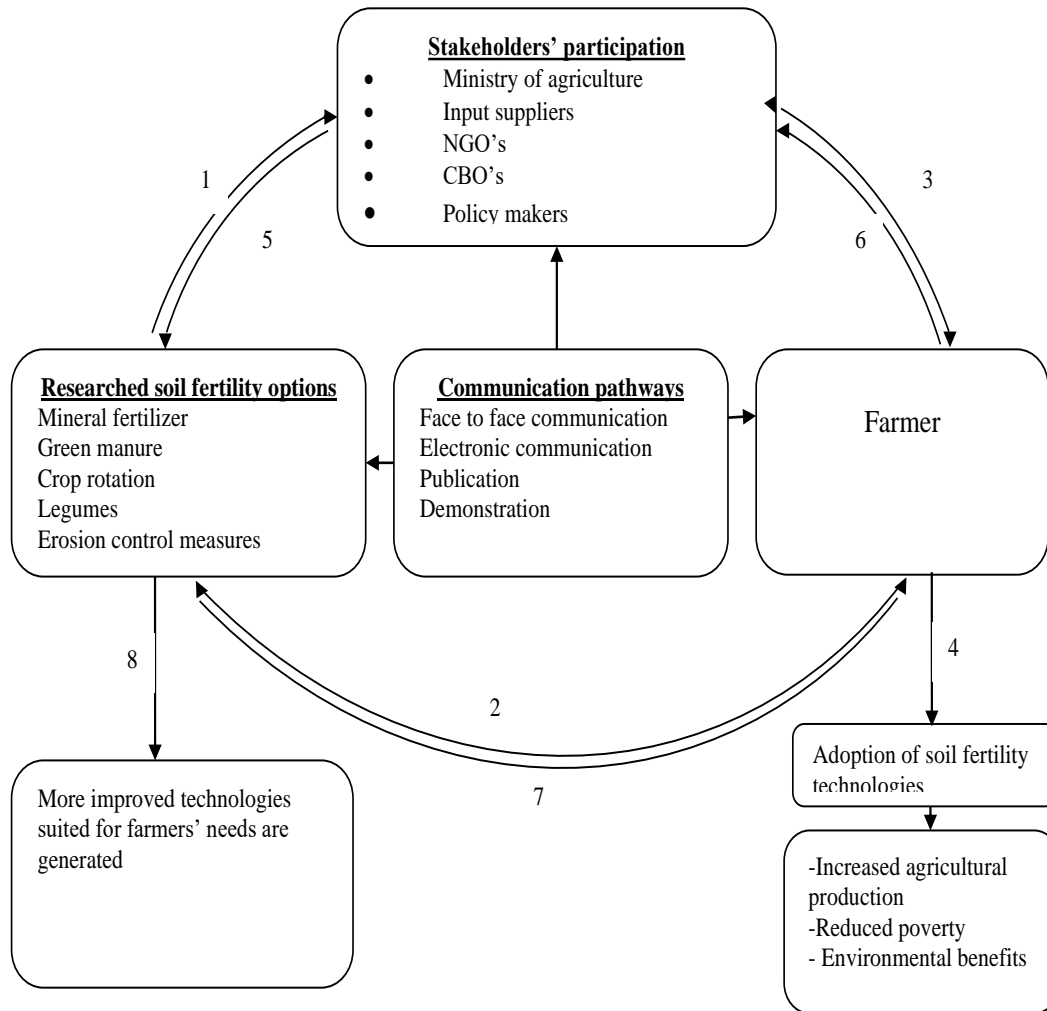 Stakeholders' participation
• Ministry of agriculture
• Input suppliers
• NGO's
• CBO's
• Policy makers
1
5
3
6
Researched soil fertility options
Mineral fertilizer
Green manure
Crop rotation
Legumes
Erosion control measures
Communication pathways
Face to face communication
Electronic communication
Publication
Demonstration
Farmer
8
2
7
4
More improved technologies
suited for farmers' needs are
generated
Adoption of soil fertility
technologies
-Increased agricultural
production
-Reduced poverty
- Environmental benefits